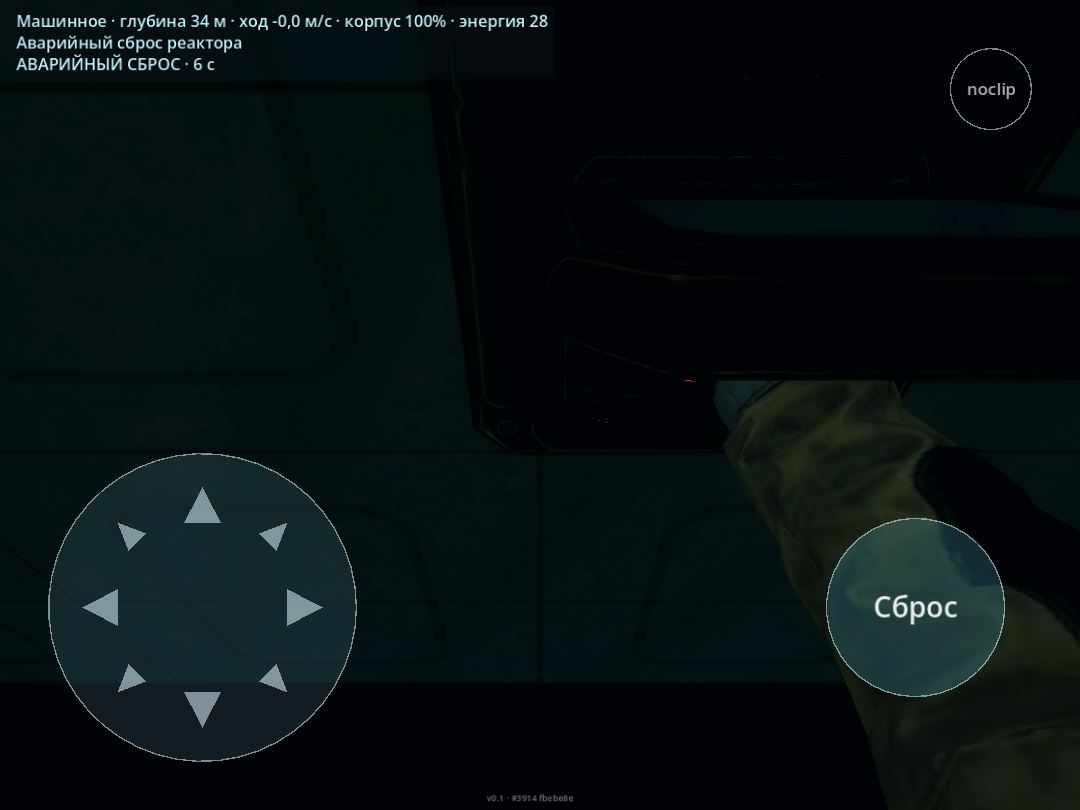 Машинное · глубина 34 м · ход -0,0 м/с · корпус 100% · энергия 28
Аварийный сброс реактора
АВАРИЙНЫЙ СБРОС · 6 с
noclip
Сброс
v0.1 · #3914 fbebe8e